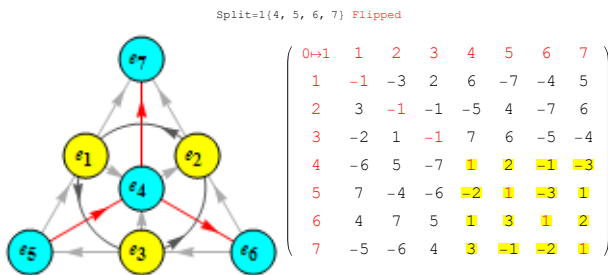 Split=1{4, 5, 6, 7} Flipped
0↦1 1 2 3 4 5 6 7
1 -1 -3 2 6 -7 -4 5
2 3 -1 -1 -5 4 -7 6
3 -2 1 -1 7 6 -5 -4
4 -6 5 -7 1 2 -1 -3
5 7 -4 -6 -2 1 -3 1
6 4 7 5 1 3 1 2
7 -5 -6 4 3 -1 -2 1
e7
e1 e2
e4
e5 e3 e6